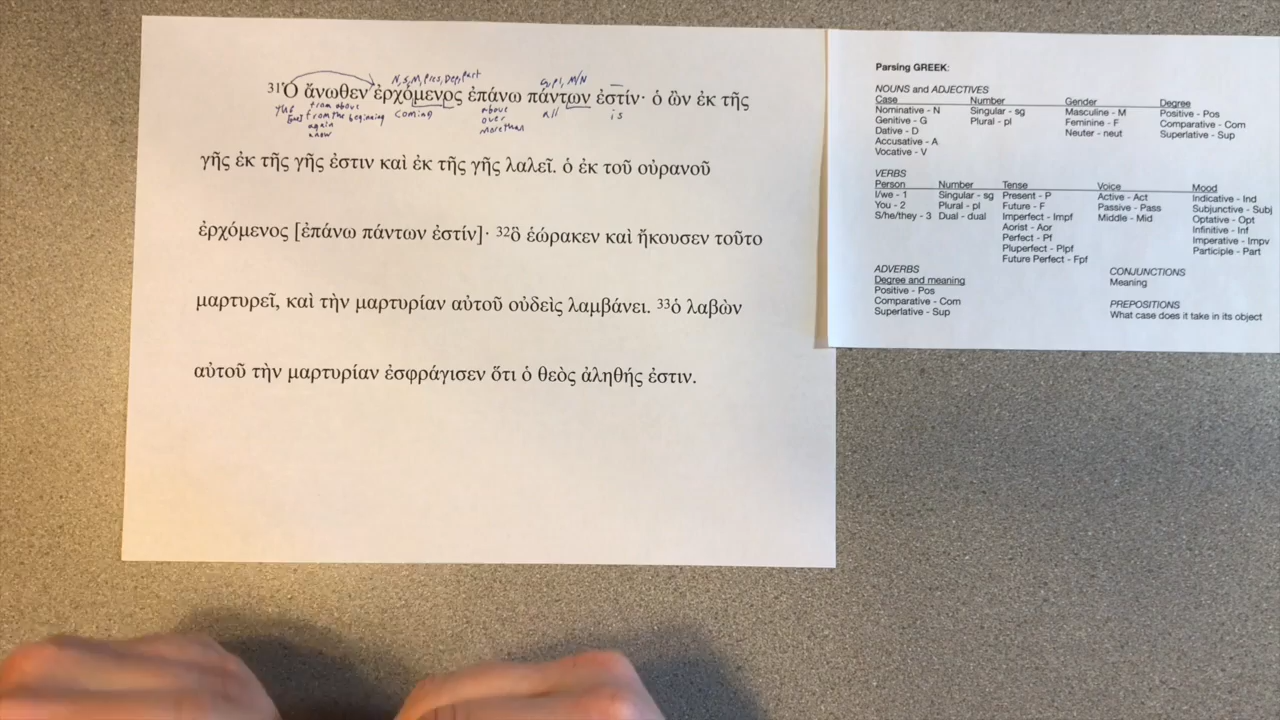 N, S, M, Pres, Dep, Part G, Pl, M/N
31Ὁ ἄνωθεν ἐρχόμενος ἐπάνω πάντων ἐστίν· ὁ ὢν ἐκ τῆς
the from above coming above all is
from the beginning over
again more than
γῆς ἐκ τῆς γῆς ἐστιν καὶ ἐκ τῆς γῆς λαλεῖ. ὁ ἐκ τοῦ οὐρανοῦ
ἐρχόμενος [ἐπάνω πάντων ἐστίν]· 32ὃ ἑώρακεν καὶ ἤκουσεν τοῦτο
μαρτυρεῖ, καὶ τὴν μαρτυρίαν αὐτοῦ οὐδεὶς λαμβάνει. 33ὁ λαβὼν
αὐτοῦ τὴν μαρτυρίαν ἐσφράγισεν ὅτι ὁ θεὸς ἀληθής ἐστιν.
Parsing GREEK:
NOUNS and ADJECTIVES
Case Number Gender Degree
Nominative - N Singular - sg Masculine - M Positive - Pos
Genitive - G Plural - pl Feminine - F Comparative - Com
Dative - D Neuter - neut Superlative - Sup
Accusative - A
Vocative - V
VERBS
Person Number Tense Voice Mood
I/we - 1 Singular - sg Present - P Active - Act Indicative - Ind
You - 2 Plural - pl Future - F Passive - Pass Subjunctive - Subj
S/he/they - 3 Dual - dual Imperfect - Impf Middle - Mid Optative - Opt
Aorist - Aor Infinitive - Inf
Perfect - Pf Imperative - Impv
Pluperfect - Plpf Participle - Part
Future Perfect - Fpf
ADVERBS CONJUNCTIONS
Degree and meaning Meaning
Positive - Pos
Comparative - Com PREPOSITIONS
Superlative - Sup What case does it take in its object